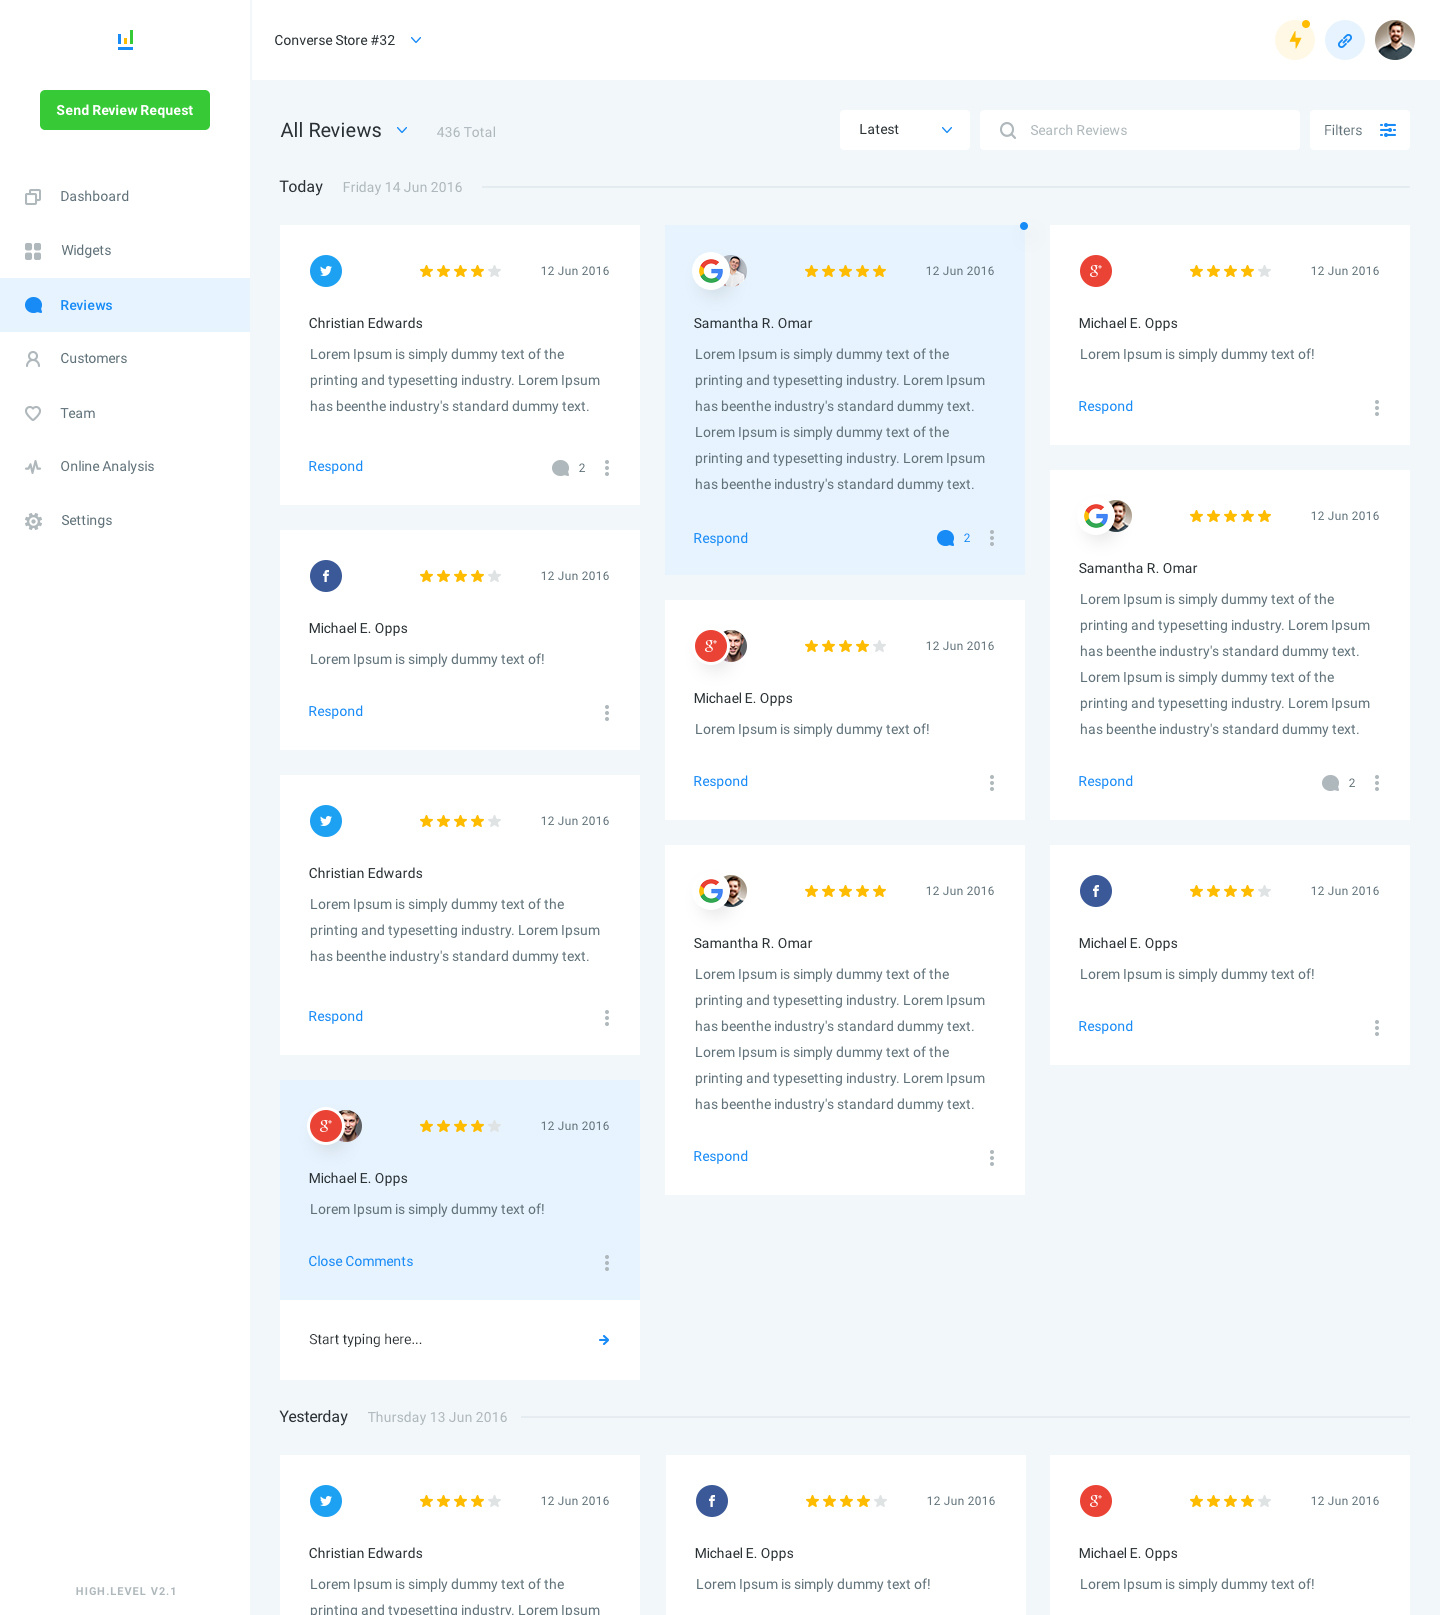 Converse Store #32
Send Review Request
Dashboard
Widgets
Reviews
Customers
Team
Online Analysis
Settings
HIGH.LEVEL V2.1
All Reviews
436 Total
Latest
Search Reviews
Filters
Today
Friday 14 Jun 2016
12 Jun 2016
Christian Edwards
Lorem Ipsum is simply dummy text of the
printing and typesetting industry. Lorem Ipsum
has beenthe industry's standard dummy text.
Respond
2
f
12 Jun 2016
Michael E. Opps
Lorem Ipsum is simply dummy text of!
Respond
12 Jun 2016
Christian Edwards
Lorem Ipsum is simply dummy text of the
printing and typesetting industry. Lorem Ipsum
has beenthe industry's standard dummy text.
Respond
g+
12 Jun 2016
Michael E. Opps
Lorem Ipsum is simply dummy text of!
Close Comments
Start typing here...
G
12 Jun 2016
Samantha R. Omar
Lorem Ipsum is simply dummy text of the
printing and typesetting industry. Lorem Ipsum
has beenthe industry's standard dummy text.
Lorem Ipsum is simply dummy text of the
printing and typesetting industry. Lorem Ipsum
has beenthe industry's standard dummy text.
Respond
2
g+
12 Jun 2016
Michael E. Opps
Lorem Ipsum is simply dummy text of!
Respond
G
12 Jun 2016
Samantha R. Omar
Lorem Ipsum is simply dummy text of the
printing and typesetting industry. Lorem Ipsum
has beenthe industry's standard dummy text.
Lorem Ipsum is simply dummy text of the
printing and typesetting industry. Lorem Ipsum
has beenthe industry's standard dummy text.
Respond
g+
12 Jun 2016
Michael E. Opps
Lorem Ipsum is simply dummy text of!
Respond
G
12 Jun 2016
Samantha R. Omar
Lorem Ipsum is simply dummy text of the
printing and typesetting industry. Lorem Ipsum
has beenthe industry's standard dummy text.
Lorem Ipsum is simply dummy text of the
printing and typesetting industry. Lorem Ipsum
has beenthe industry's standard dummy text.
Respond
2
f
12 Jun 2016
Michael E. Opps
Lorem Ipsum is simply dummy text of!
Respond
Yesterday
Thursday 13 Jun 2016
12 Jun 2016
Christian Edwards
Lorem Ipsum is simply dummy text of the
printing and typesetting industry. Lorem Ipsum
f
12 Jun 2016
Michael E. Opps
Lorem Ipsum is simply dummy text of!
g+
12 Jun 2016
Michael E. Opps
Lorem Ipsum is simply dummy text of!